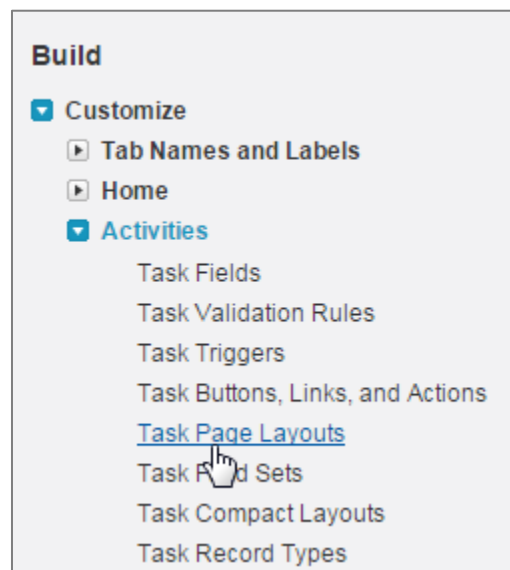 Build
Customize
Tab Names and Labels
Home
Activities
Task Fields
Task Validation Rules
Task Triggers
Task Buttons, Links, and Actions
Task Page Layouts
Task Sets
Task Compact Layouts
Task Record Types